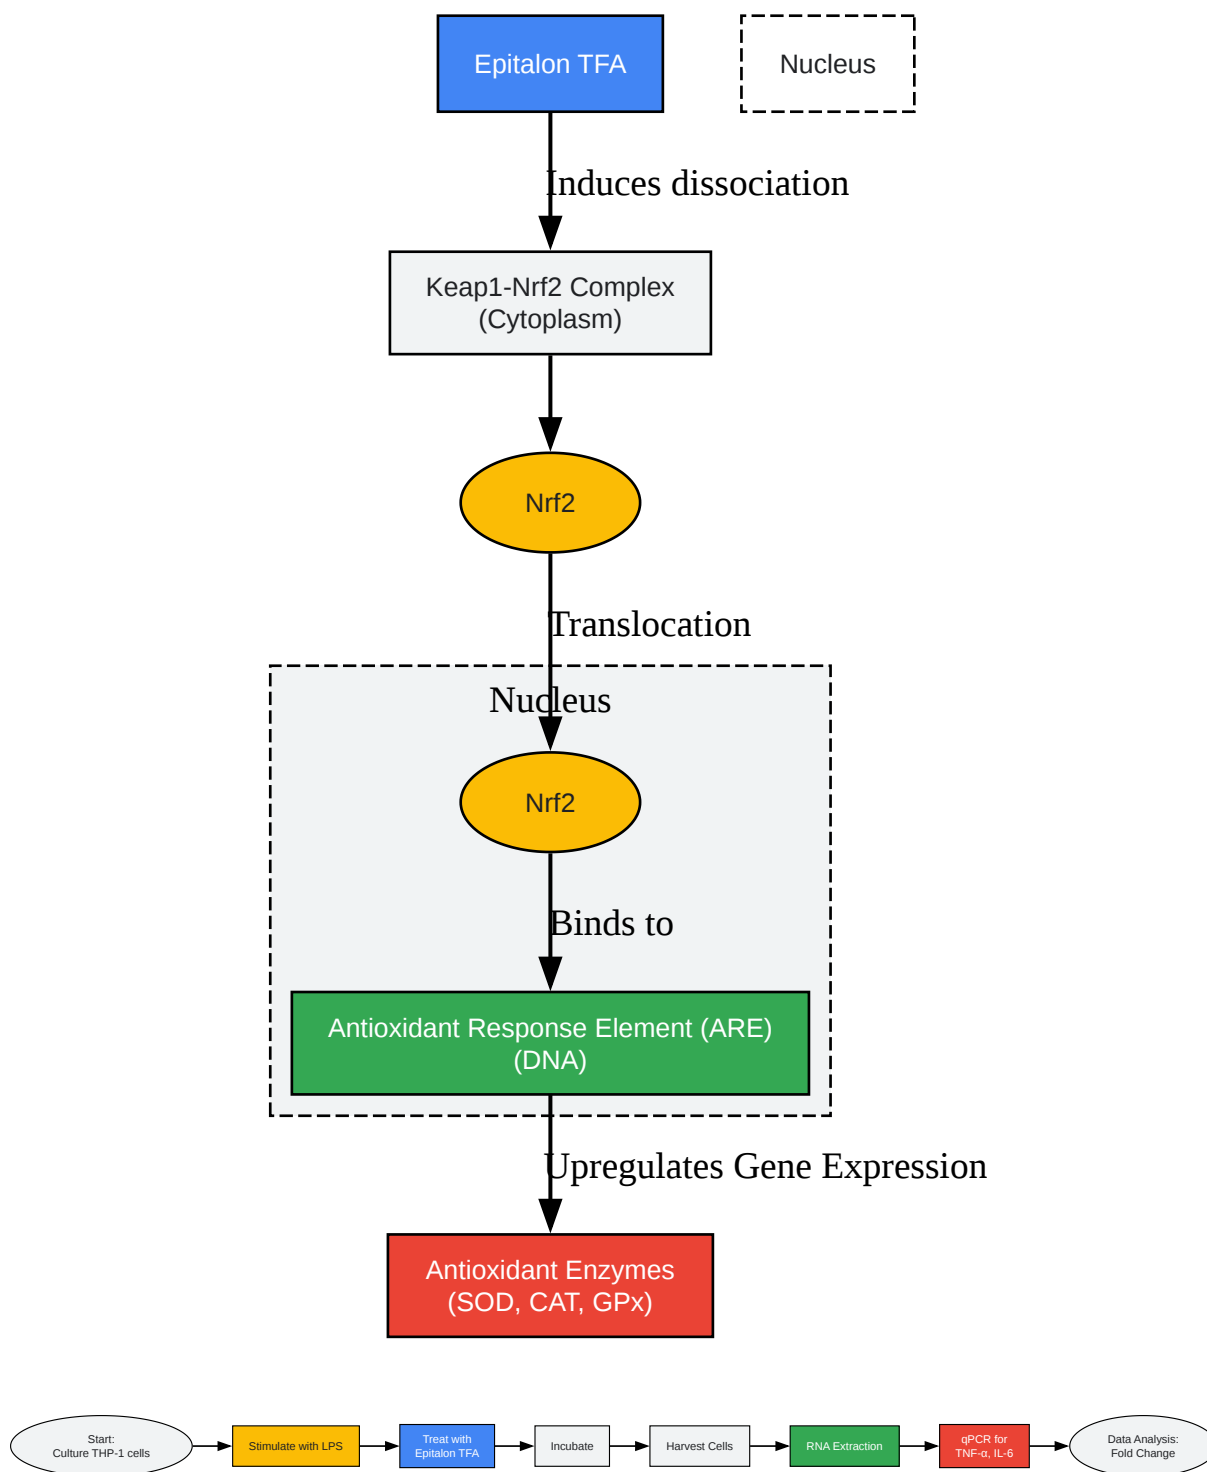 Epitalon TFA
Nucleus
Induces dissociation
Keap1-Nrf2 Complex
(Cytoplasm)
Nrf2
Translocation
Nucleus
Nrf2
Binds to
Antioxidant Response Element (ARE)
(DNA)
Upregulates Gene Expression
Antioxidant Enzymes
(SOD, CAT, GPx)
Start:
Culture THP-1 cells
Stimulate with LPS
Treat with
Epitalon TFA
Incubate
Harvest Cells
RNA Extraction
qPCR for
TNF-α, IL-6
Data Analysis:
Fold Change